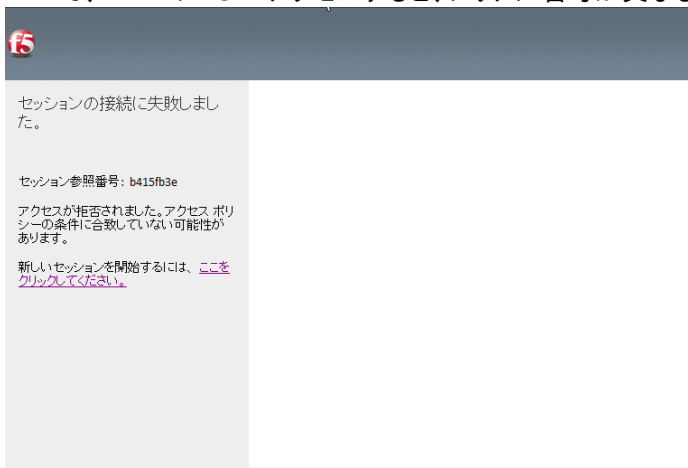 f5
セッションの接続に失敗しまし
た。
セッション参照番号: b415fb3e
アクセスが拒否されました。アクセス ポリ
シーの条件に合致していない可能性が
あります。
新しいセッションを開始するには、ここを
クリックしてください。